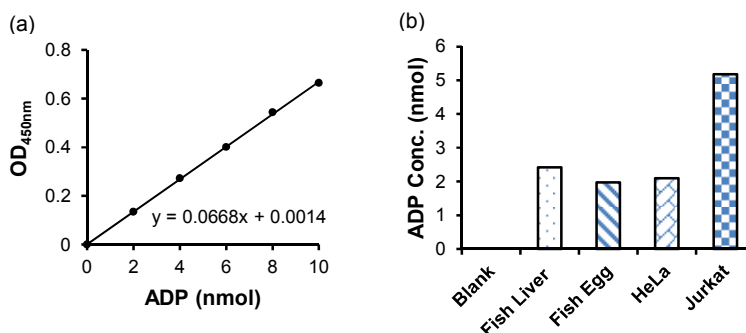 (a)
0.8
0.6
0.4
0.2
0
OD450nm
y = 0.0668x + 0.0014
0 2 4 6 8 10
ADP (nmol)
(b)
6
5
4
3
2
1
0
ADP Conc. (nmol)
Blank
Fish Liver
Fish Egg
HeLa
Jurkat